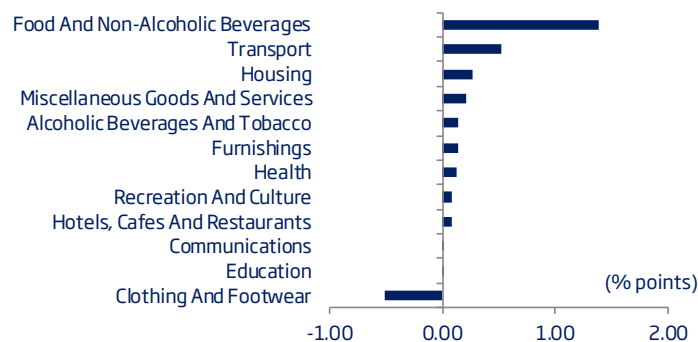 Food And Non-Alcoholic Beverages
Transport
Housing
Miscellaneous Goods And Services
Alcoholic Beverages And Tobacco
Furnishings
Health
Recreation And Culture
Hotels, Cafes And Restaurants
Communications
Education
Clothing And Footwear
(% points)
-1.00 0.00 1.00 2.00